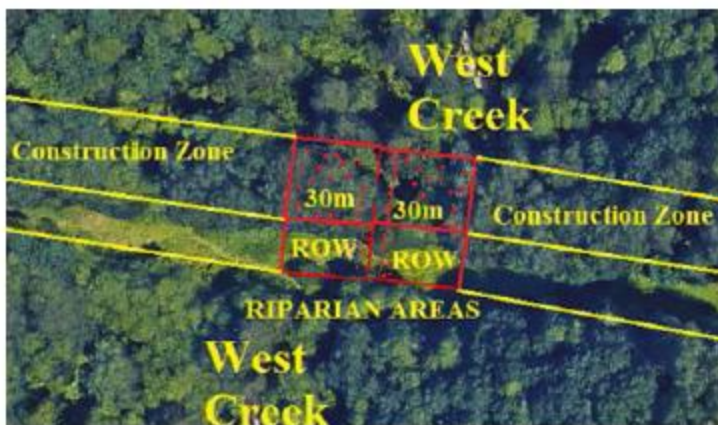 West
Creek
Construction Zone
30m
30m
Construction Zone
ROW
ROW
RIPARIAN AREAS
West
Creek